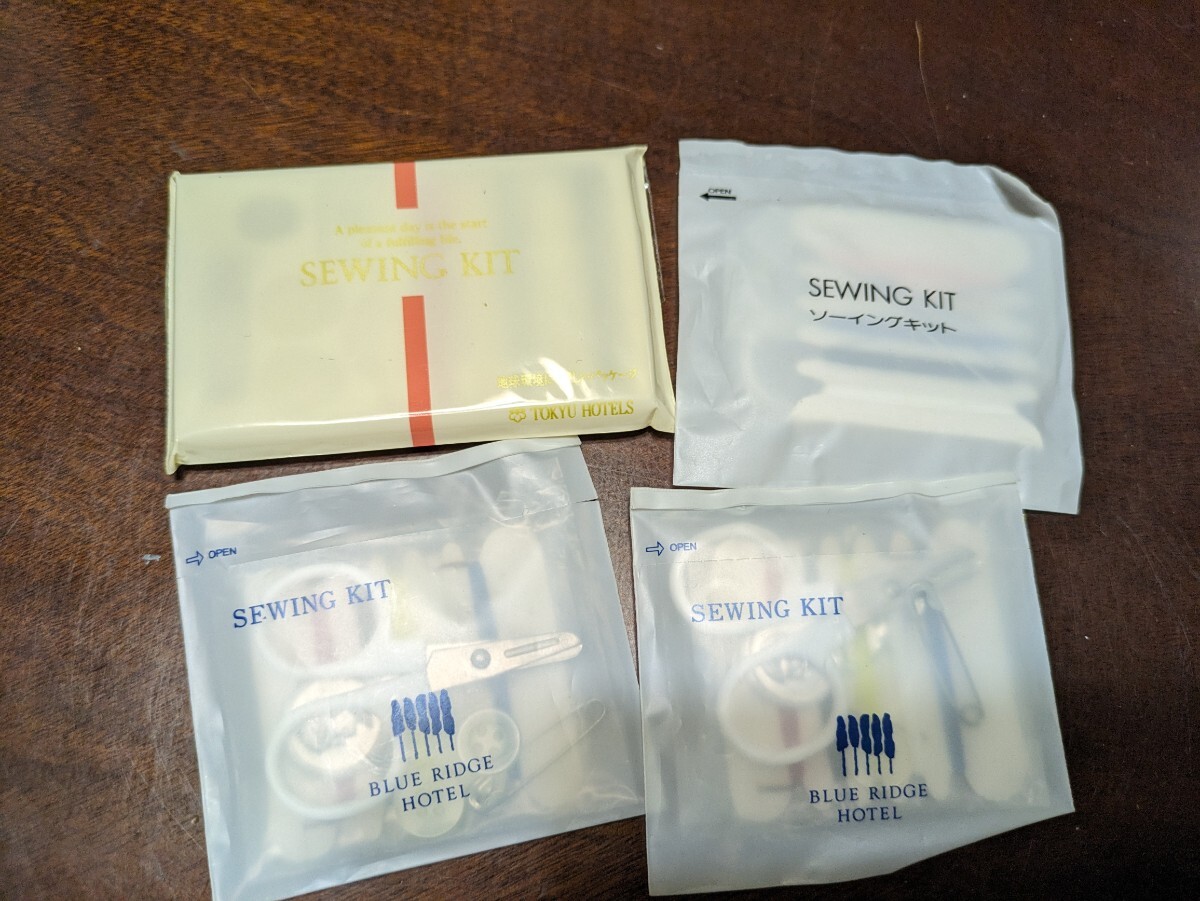 A pleasant day is the start
of a fulfilling life.
SEWING KIT
TOKYU HOTELS
OPEN
SEWING KIT
ソーイングキット
OPEN
SEWING KIT
BLUE RIDGE
HOTEL
OPEN
SEWING KIT
BLUE RIDGE
HOTEL